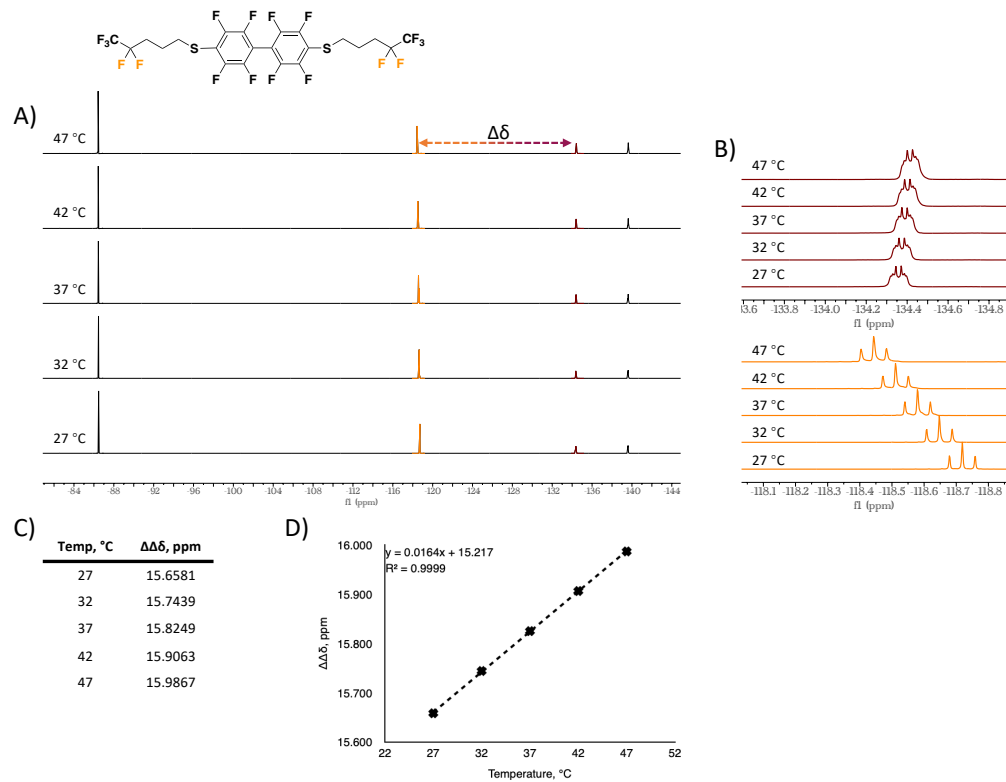 F F F F
F₃C S S CF₃
F F F F F F F F
A)
47 °C
Δδ
42 °C
37 °C
32 °C
27 °C
-84 -88 -92 -96 -100 -104 -108 -112 -116 -120 -124 -128 -132 -136 -140 -144
f1 (ppm)
B)
47 °C
42 °C
37 °C
32 °C
27 °C
33.6 -133.8 -134.0 -134.2 -134.4 -134.6 -134.8
f1 (ppm)
47 °C
42 °C
37 °C
32 °C
27 °C
-118.1 -118.2 -118.3 -118.4 -118.5 -118.6 -118.7 -118.8
f1 (ppm)
C)
Temp, °C ΔΔδ, ppm
27 15.6581
32 15.7439
37 15.8249
42 15.9063
47 15.9867
D)
y = 0.0164x + 15.217
R² = 0.9999
16.000
15.900
15.800
15.700
15.600
ΔΔδ, ppm
22 27 32 37 42 47 52
Temperature, °C